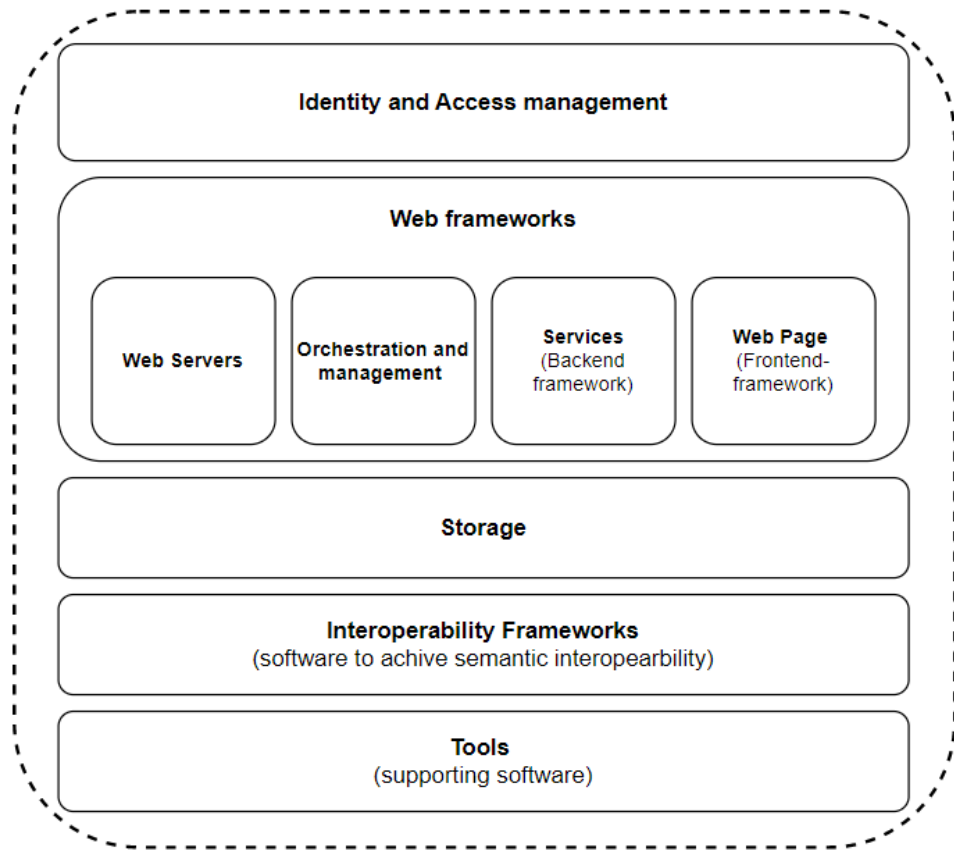 Identity and Access management
Web frameworks
Web Servers
Orchestration and
management
Services
(Backend
framework)
Web Page
(Frontend-
framework)
Storage
Interoperability Frameworks
(software to achive semantic interopearbility)
Tools
(supporting software)